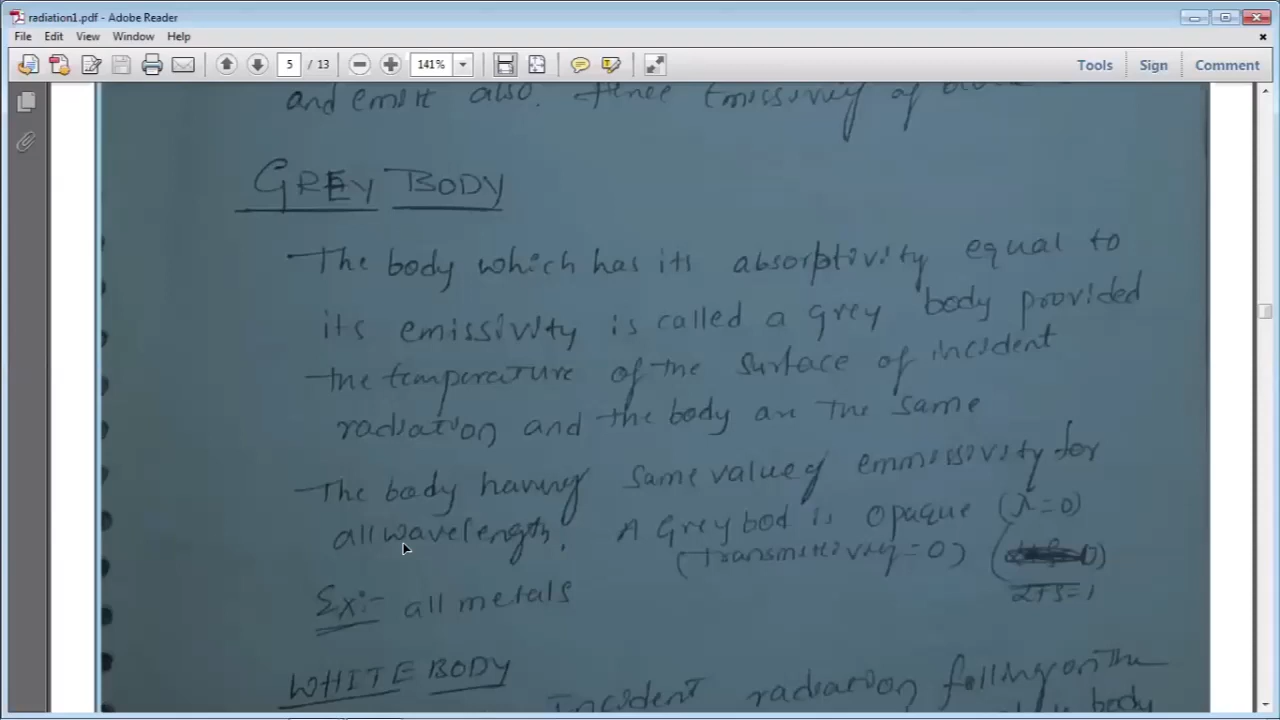 radiation1.pdf - Adobe Reader
File Edit View Window Help
5 / 13 141% Tools Sign Comment
and emit also. Hence Emissivity of
GREY BODY
The body which has its absorptivity equal to
its emissivity is called a grey body provided
the temperature of the surface of incident
radiation and the body are the same
The body having same value of emmissivity for
all wavelength. A Grey bod is opaque (τ=0)
(transmitivity=0)
α+ρ=1
Ex:- all metals
WHITE BODY
Incident radiation falling on the
body